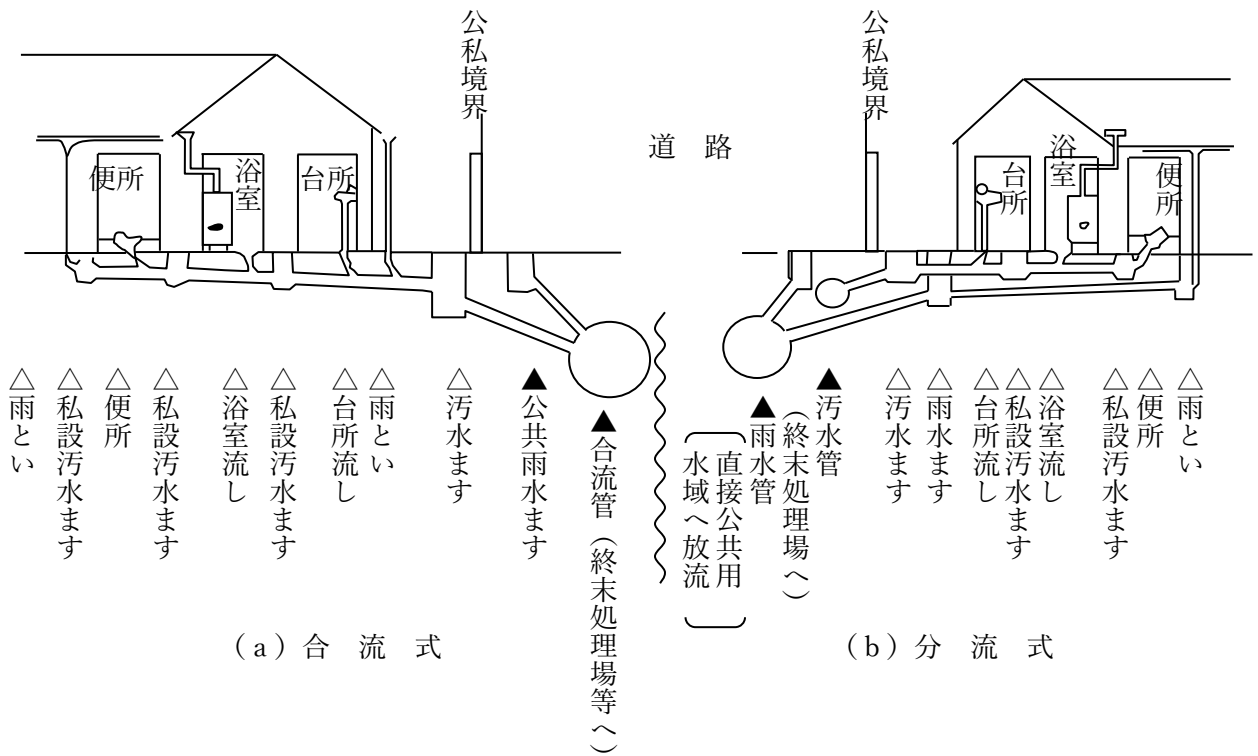 公私境界
便所
浴室
台所
道 路
公私境界
台所
浴室
便所
△雨とい
△私設汚水ます
△便所
△私設汚水ます
△浴室流し
△私設汚水ます
△台所流し
△雨とい
△汚水ます
▲公共雨水ます
▲合流管（終末処理場等へ）
(a)合 流 式
▲雨水管
直接公共用
水域へ放流
▲汚水管
（終末処理場へ）
△汚水ます
△雨水ます
△台所流し
△私設汚水ます
△浴室流し
△私設汚水ます
△便所
△雨とい
(b)分 流 式